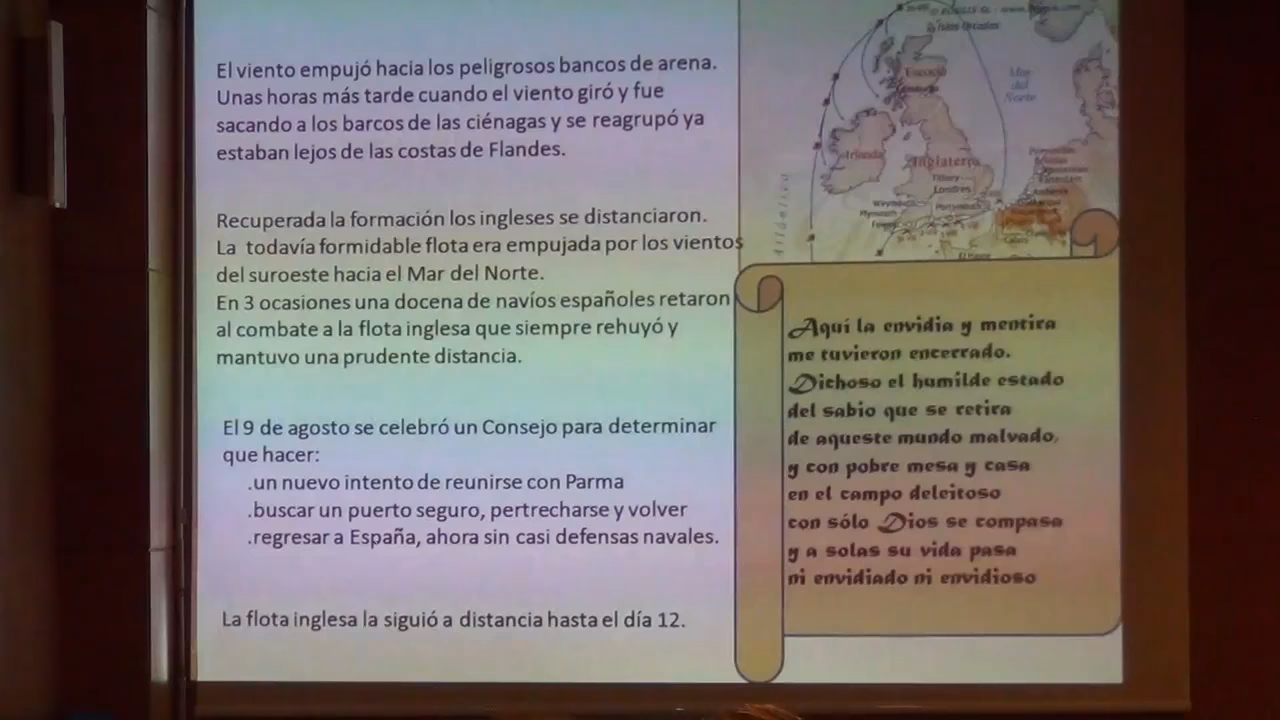 El viento empujó hacia los peligrosos bancos de arena.
Unas horas más tarde cuando el viento giró y fue
sacando a los barcos de las ciénagas y se reagrupó ya
estaban lejos de las costas de Flandes.
Recuperada la formación los ingleses se distanciaron.
La todavía formidable flota era empujada por los vientos
del suroeste hacia el Mar del Norte.
En 3 ocasiones una docena de navíos españoles retaron
al combate a la flota inglesa que siempre rehuyó y
mantuvo una prudente distancia.
El 9 de agosto se celebró un Consejo para determinar
que hacer:
.un nuevo intento de reunirse con Parma
.buscar un puerto seguro, pertrecharse y volver
.regresar a España, ahora sin casi defensas navales.
La flota inglesa la siguió a distancia hasta el día 12.
Escocia
Mar
del
Norte
Irlanda
Inglaterra
Tilbury
Londres
Weymouth
Portsmouth
Plymouth
Calais
Atlántico
Aquí la envidia y mentira
me tuvieron encerrado.
Dichoso el humilde estado
del sabio que se retira
de aqueste mundo malvado,
y con pobre mesa y casa
en el campo deleitoso
con sólo Dios se compasa
y a solas su vida pasa
ni envidiado ni envidioso